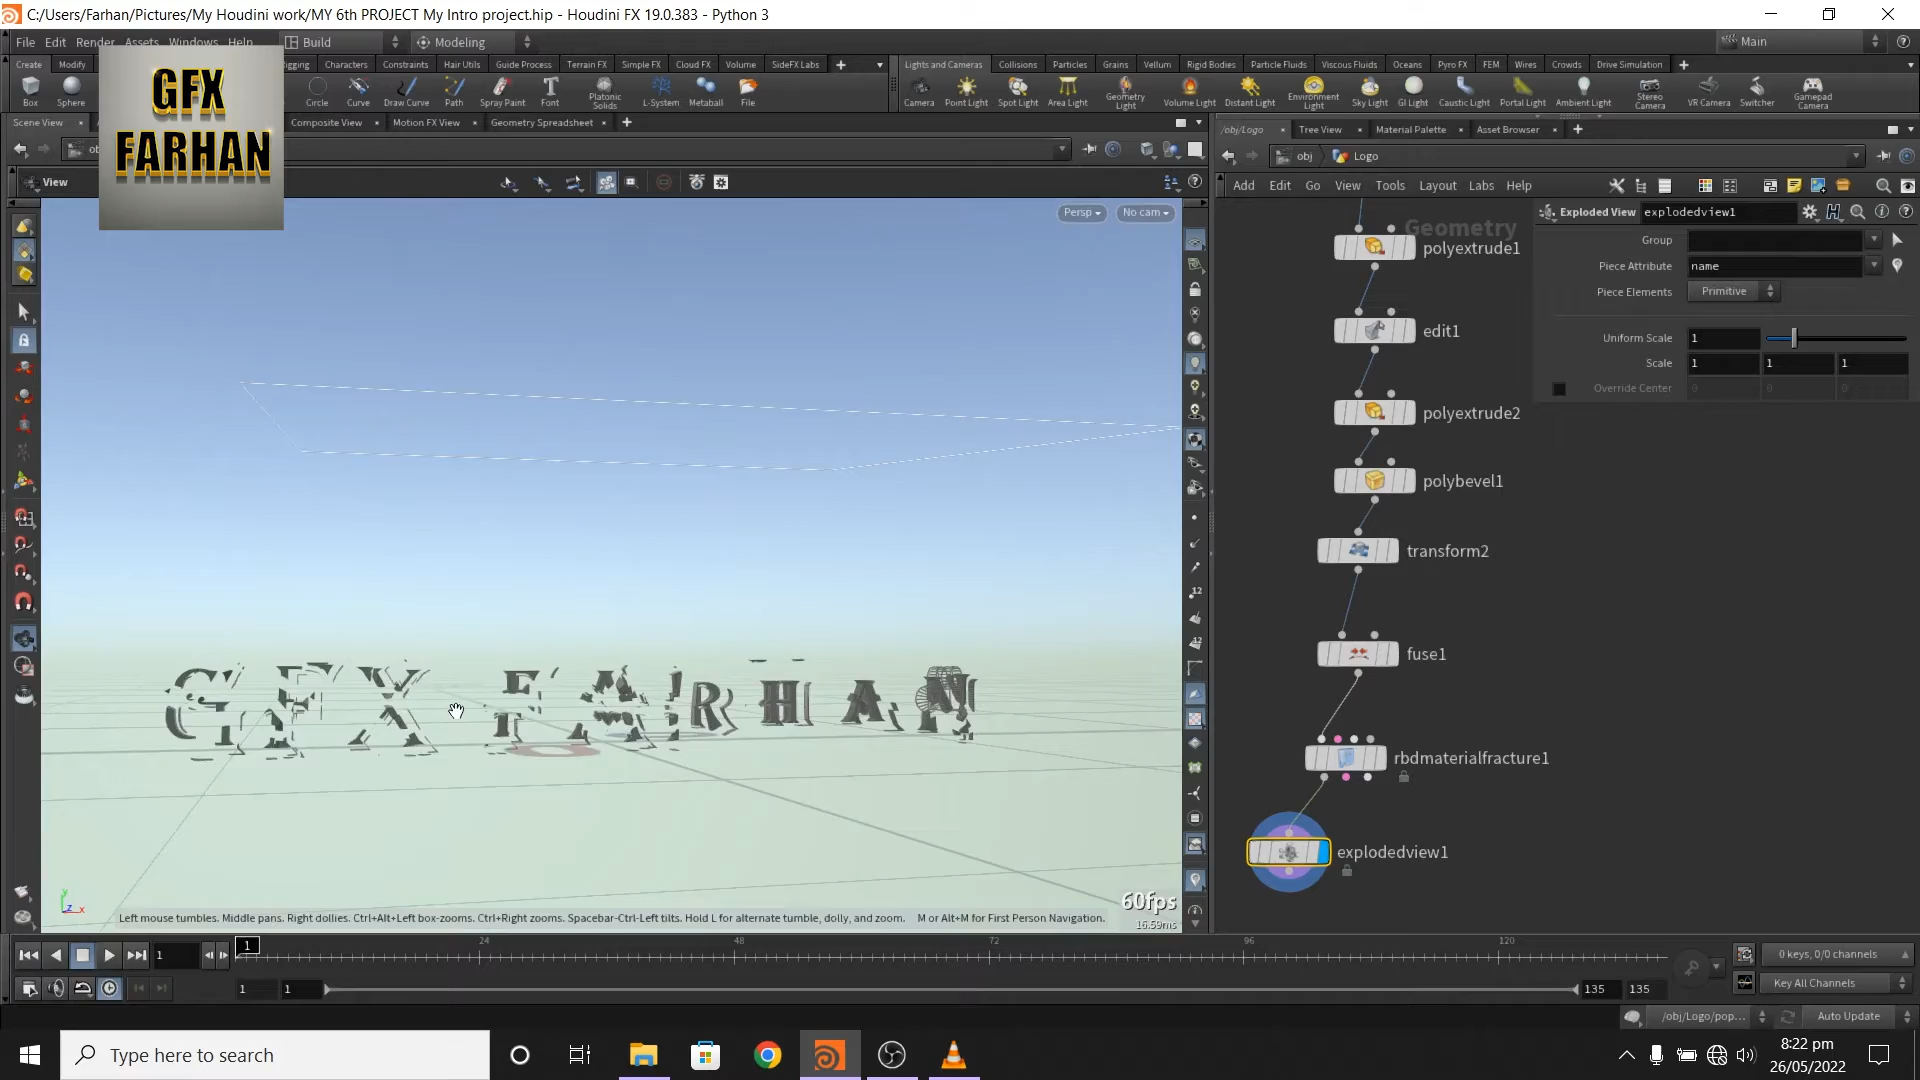 C:/Users/Farhan/Pictures/My Houdini work/MY 6th PROJECT My Intro project.hip - Houdini FX 19.0.383 - Python 3
File Edit Render Assets Windows Help Build Modeling Main
Create Modify igging Characters Constraints Hair Utils Guide Process Terrain FX Simple FX Cloud FX Volume SideFX Labs
Lights and Cameras Collisions Particles Grains Vellum Rigid Bodies Particle Fluids Viscous Fluids Oceans Pyro FX FEM Wires Crowds Drive Simulation
Box Sphere Circle Curve Draw Curve Path Spray Paint Font Platonic Solids L-System Metaball File
Camera Point Light Spot Light Area Light Geometry Light Volume Light Distant Light Environment Light Sky Light GI Light Caustic Light Portal Light Ambient Light Stereo Camera VR Camera Switcher Gamepad Camera
GFX
FARHAN
Scene View Composite View Motion FX View Geometry Spreadsheet
/obj/Logo Tree View Material Palette Asset Browser
obj Logo
View
Add Edit Go View Tools Layout Labs Help
Persp No cam
Geometry
Exploded View explodedview1
Group
Piece Attribute name
Piece Elements Primitive
Uniform Scale 1
Scale 1 1 1
Override Center 0 0 0
polyextrude1
edit1
polyextrude2
polybevel1
transform2
fuse1
rbdmaterialfracture1
explodedview1
GFX FARHAN
60fps
16.59ms
Left mouse tumbles. Middle pans. Right dollies. Ctrl+Alt+Left box-zooms. Ctrl+Right zooms. Spacebar-Ctrl-Left tilts. Hold L for alternate tumble, dolly, and zoom. M or Alt+M for First Person Navigation.
1 1 24 48 72 96 120
0 keys, 0/0 channels
1 1 135 135
Key All Channels
/obj/Logo/pop... Auto Update
Type here to search
8:22 pm
26/05/2022